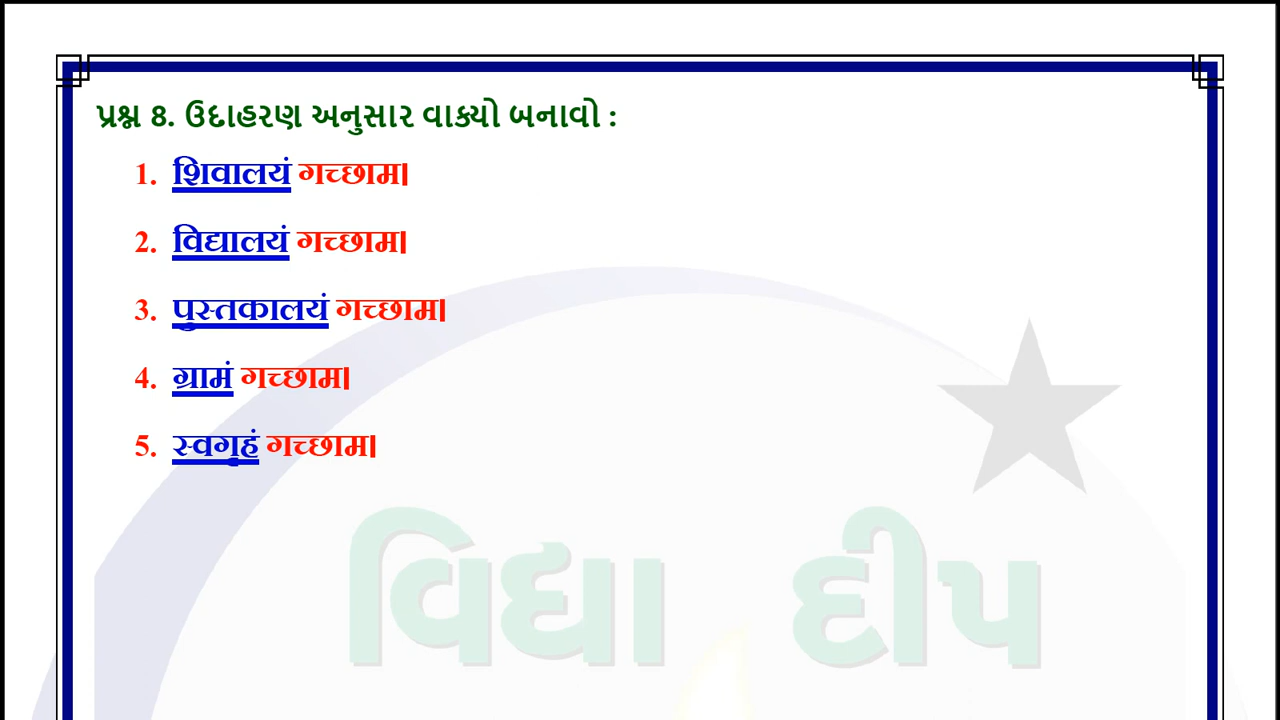 પ્રશ્ન 8. ઉદાહરણ અનુસાર વાક્યો બનાવો :
1. शिवालयं गच्छाम।
2. विद्यालयं गच्छाम।
3. पुस्तकालयं गच्छाम।
4. ग्रामं गच्छाम।
5. स्वगृहं गच्छाम।
વિદ્યા દીપ